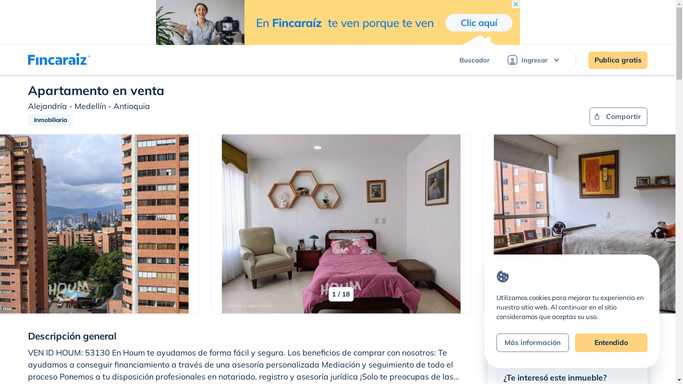 En Fincaraíz te ven porque te ven
Clic aquí
Fincaraiz
Buscador
Ingresar
Publica gratis
Apartamento en venta
Alejandría - Medellín - Antioquia
Inmobiliaria
Compartir
HOUM
HOUM
1 / 18
Utilizamos cookies para mejorar tu experiencia en
nuestro sitio web. Al continuar en el sitio
consideramos que aceptas su uso.
Más información
Entendido
Descripción general
VEN ID HOUM: 53130 En Houm te ayudamos de forma fácil y segura. Los beneficios de comprar con nosotros: Te
ayudamos a conseguir financiamiento a través de una asesoría personalizada Mediación y seguimiento de todo el
proceso Ponemos a tu disposición profesionales en notariado, registro y asesoría jurídica ¡Solo te preocupas de las...
¿Te interesó este inmueble?